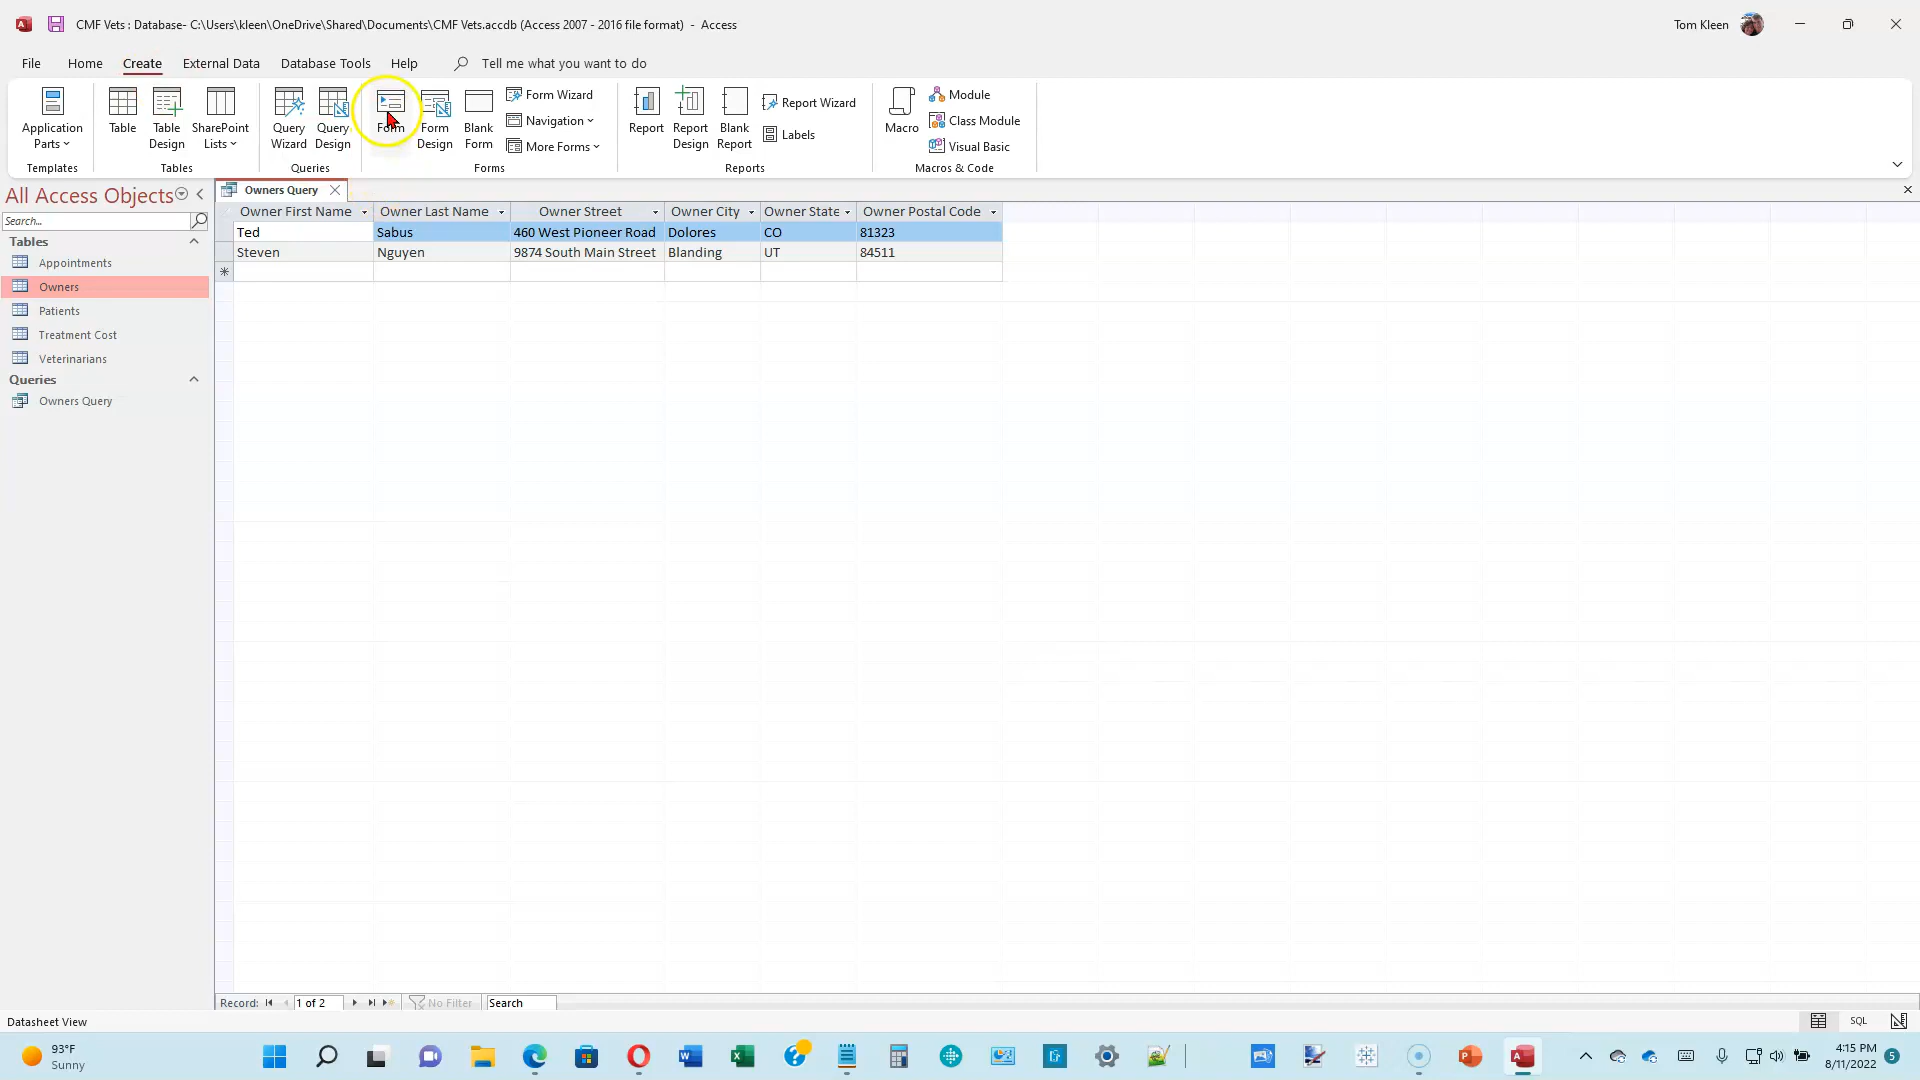 CMF Vets : Database- C:\Users\kleen\OneDrive\Shared\Documents\CMF Vets.accdb (Access 2007 - 2016 file format) - Access
Tom Kleen
File Home Create External Data Database Tools Help Tell me what you want to do
Application Parts
Templates
Table
Table Design
SharePoint Lists
Tables
Query Wizard
Query Design
Queries
Form
Form Design
Blank Form
Form Wizard
Navigation
More Forms
Forms
Report
Report Design
Blank Report
Report Wizard
Labels
Reports
Macro
Module
Class Module
Visual Basic
Macros & Code
All Access Objects
Search...
Tables
Appointments
Owners
Patients
Treatment Cost
Veterinarians
Queries
Owners Query
Owners Query
Owner First Name Owner Last Name Owner Street Owner City Owner State Owner Postal Code
Ted Sabus 460 West Pioneer Road Dolores CO 81323
Steven Nguyen 9874 South Main Street Blanding UT 84511
Record: 1 of 2 No Filter Search
Datasheet View
SQL
93°F
Sunny
4:15 PM
8/11/2022
5